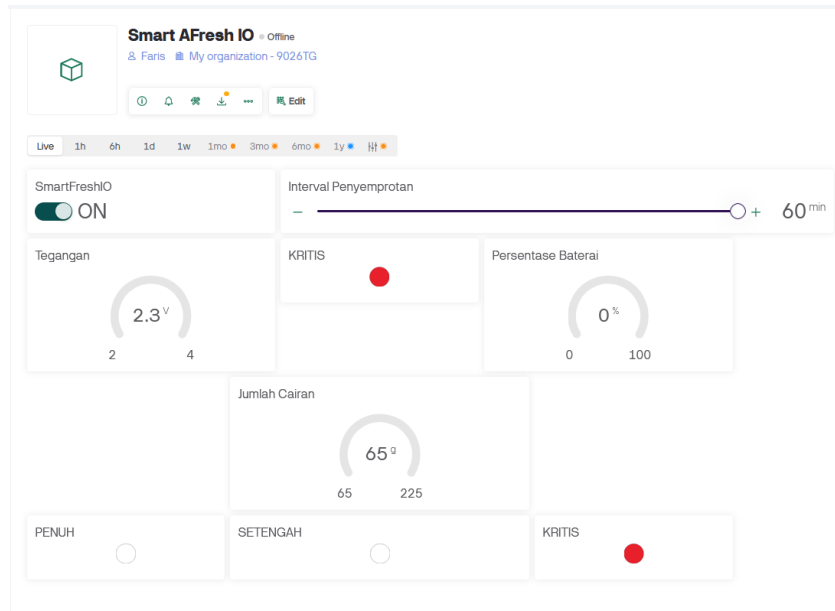 Smart AFresh IO Offline
Faris My organization - 9026TG
Edit
Live 1h 6h 1d 1w 1mo 3mo 6mo 1y
SmartFreshIO
ON
Interval Penyemprotan
– + 60 min
Tegangan
2.3 V
2 4
KRITIS
Persentase Baterai
0 %
0 100
Jumlah Cairan
65 g
65 225
PENUH
SETENGAH
KRITIS